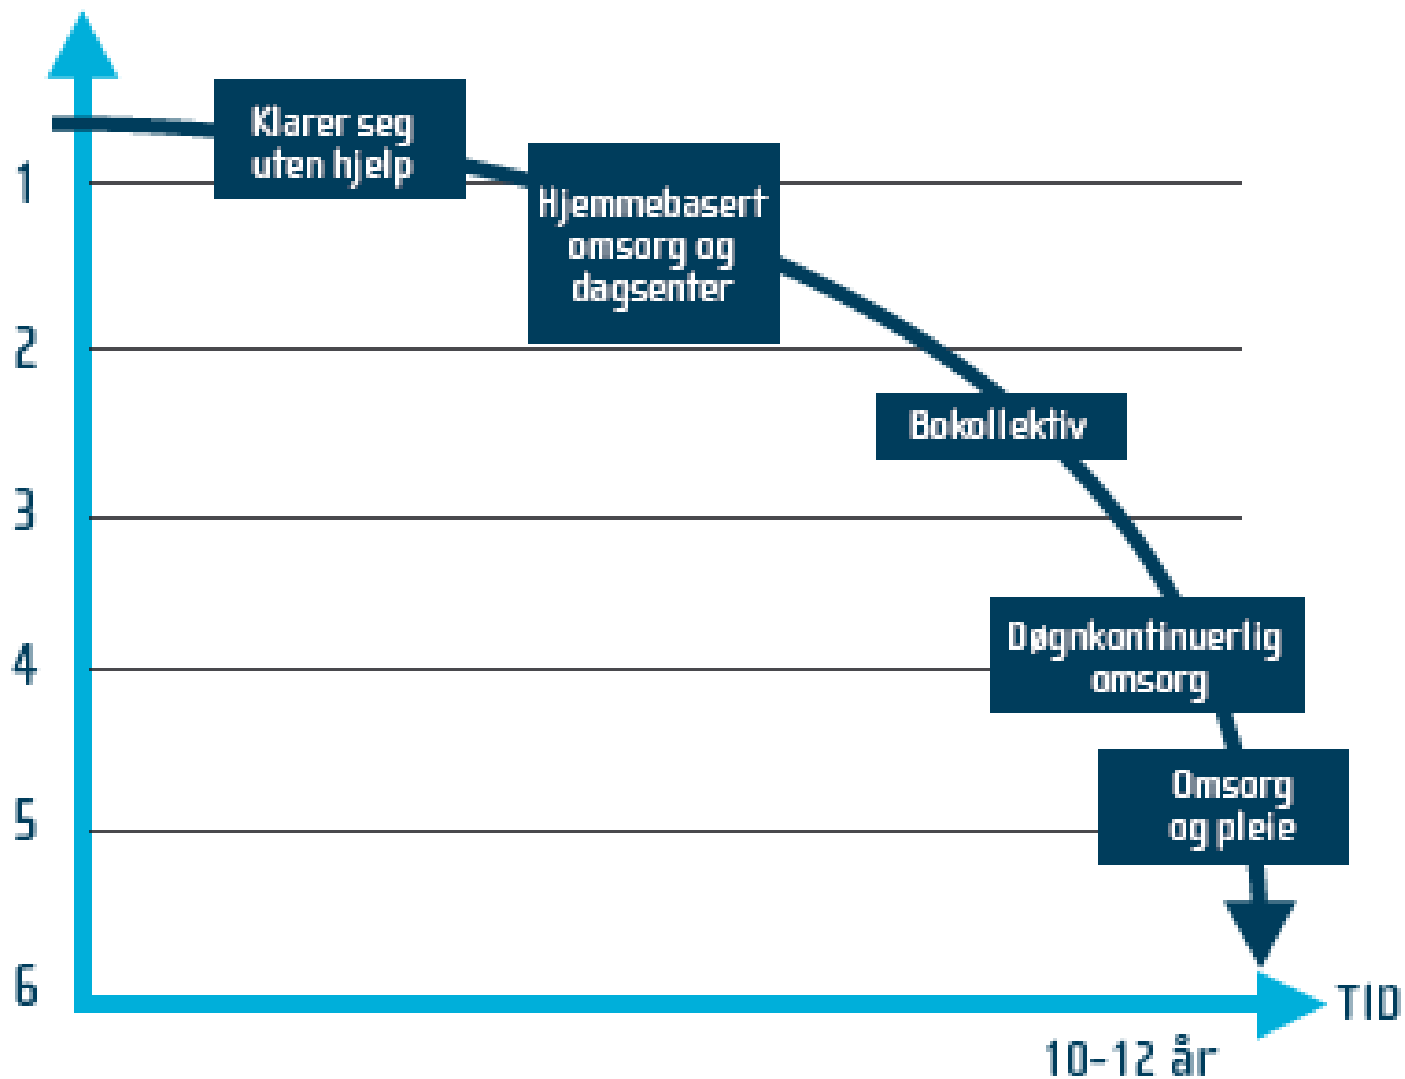 Klarer seg
uten hjelp
1
Hjemmebasert
omsorg og
dagsenter
2
Bokollektiv
3
Døgnkontinuerlig
omsorg
4
Omsorg
og pleie
5
6
TID
10-12 år